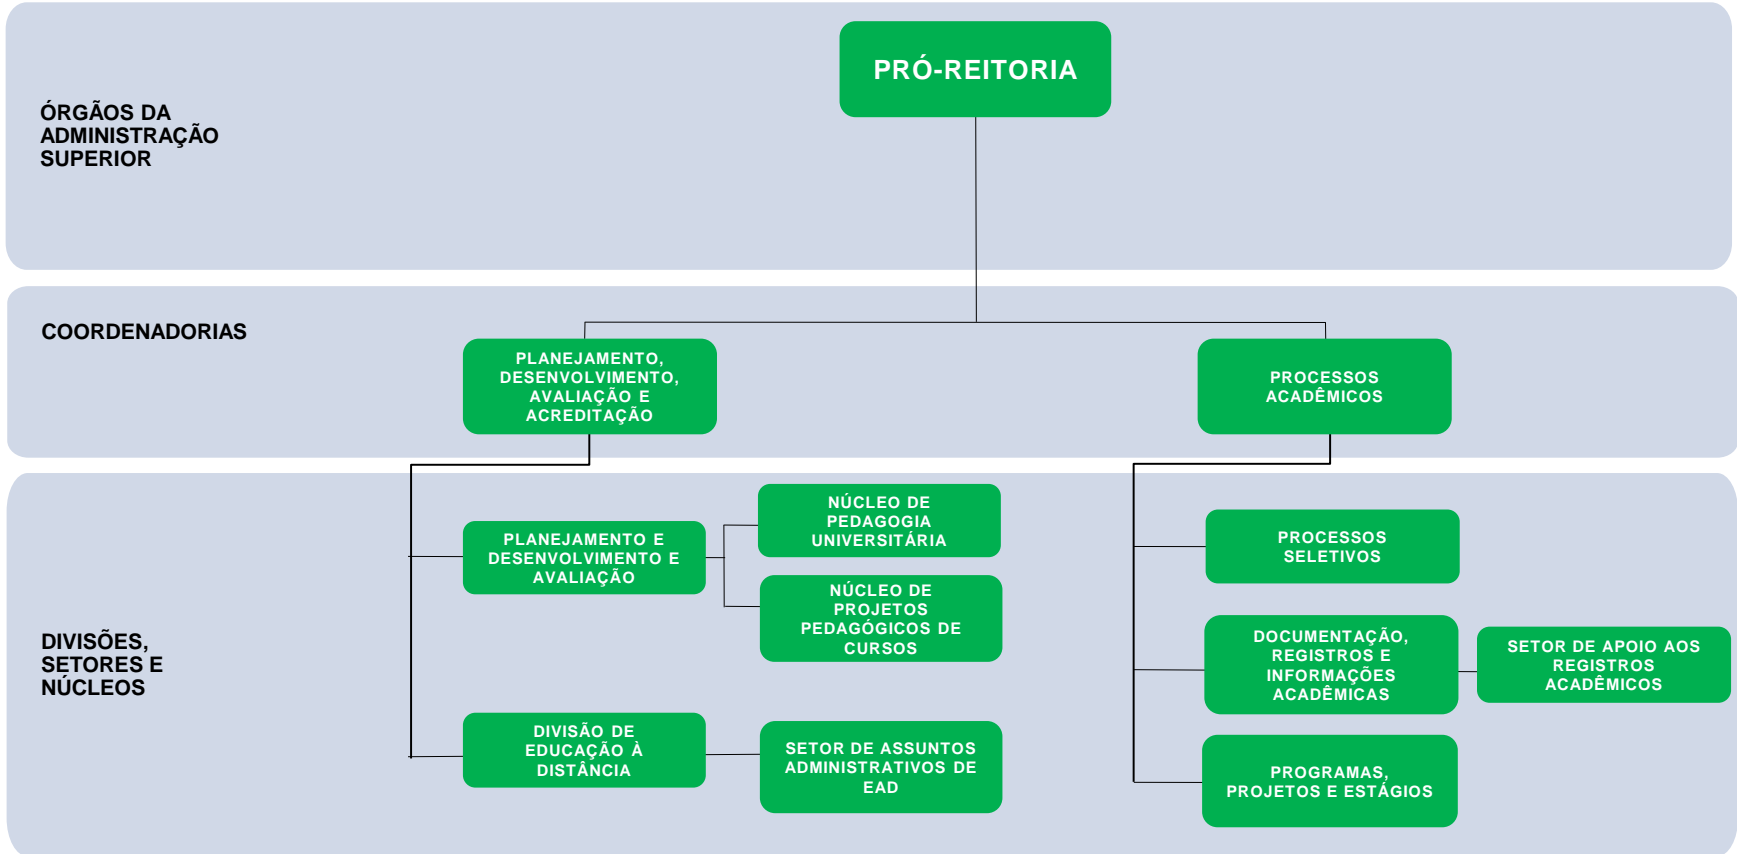 PRÓ-REITORIA
ÓRGÃOS DA
ADMINISTRAÇÃO
SUPERIOR
COORDENADORIAS
PLANEJAMENTO,
DESENVOLVIMENTO,
AVALIAÇÃO E
ACREDITAÇÃO
PROCESSOS
ACADÊMICOS
DIVISÕES,
SETORES E
NÚCLEOS
PLANEJAMENTO E
DESENVOLVIMENTO E
AVALIAÇÃO
NÚCLEO DE
PEDAGOGIA
UNIVERSITÁRIA
NÚCLEO DE
PROJETOS
PEDAGÓGICOS DE
CURSOS
DIVISÃO DE
EDUCAÇÃO À
DISTÂNCIA
SETOR DE ASSUNTOS
ADMINISTRATIVOS DE
EAD
PROCESSOS
SELETIVOS
DOCUMENTAÇÃO,
REGISTROS E
INFORMAÇÕES
ACADÊMICAS
SETOR DE APOIO AOS
REGISTROS
ACADÊMICOS
PROGRAMAS,
PROJETOS E ESTÁGIOS